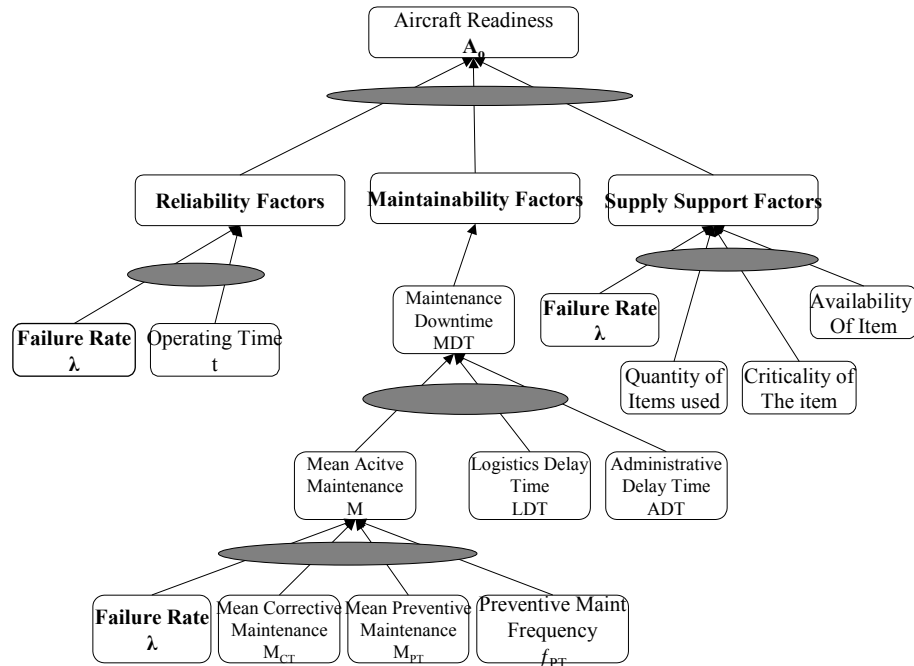 Aircraft Readiness
Ao
Reliability Factors
Maintainability Factors
Supply Support Factors
Failure Rate
λ
Operating Time
t
Maintenance
Downtime
MDT
Failure Rate
λ
Availability
Of Item
Quantity of
Items used
Criticality of
The item
Mean Acitve
Maintenance
M
Logistics Delay
Time
LDT
Administrative
Delay Time
ADT
Failure Rate
λ
Mean Corrective
Maintenance
MCT
Mean Preventive
Maintenance
MPT
Preventive Maint
Frequency
fPT